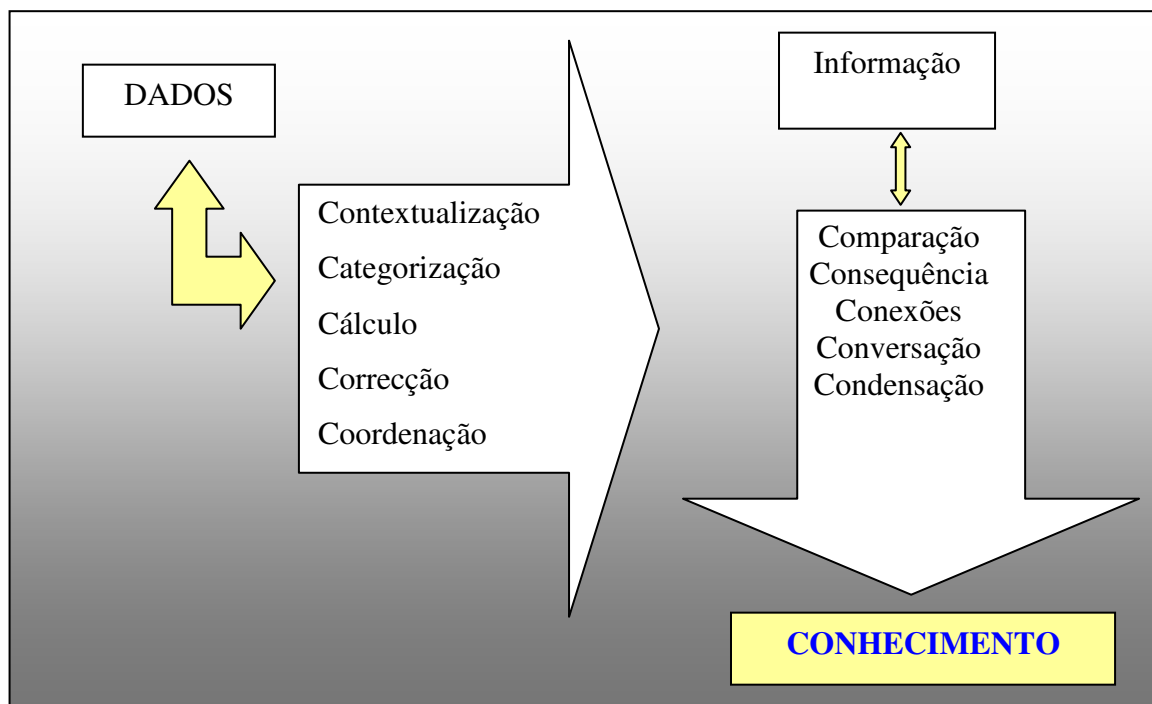 DADOS
Contextualização
Categorização
Cálculo
Correcção
Coordenação
Informação
Comparação
Consequência
Conexões
Conversação
Condensação
CONHECIMENTO